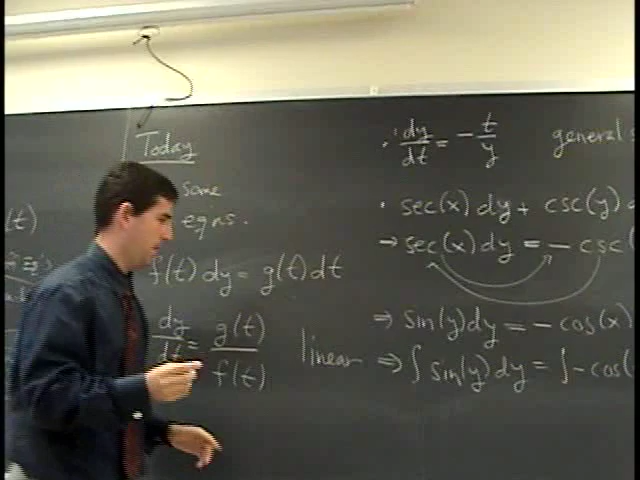 Today
some
eqns.
(t)
f(t) dy = g(t) dt
dy/dt = g(t)/f(t)
linear
· dy/dt = - t/y general
· sec(x) dy + csc(y)
⇒ sec(x) dy = - csc(
⇒ sin(y) dy = - cos(x)
⇒ ∫ sin(y) dy = ∫ - cos(